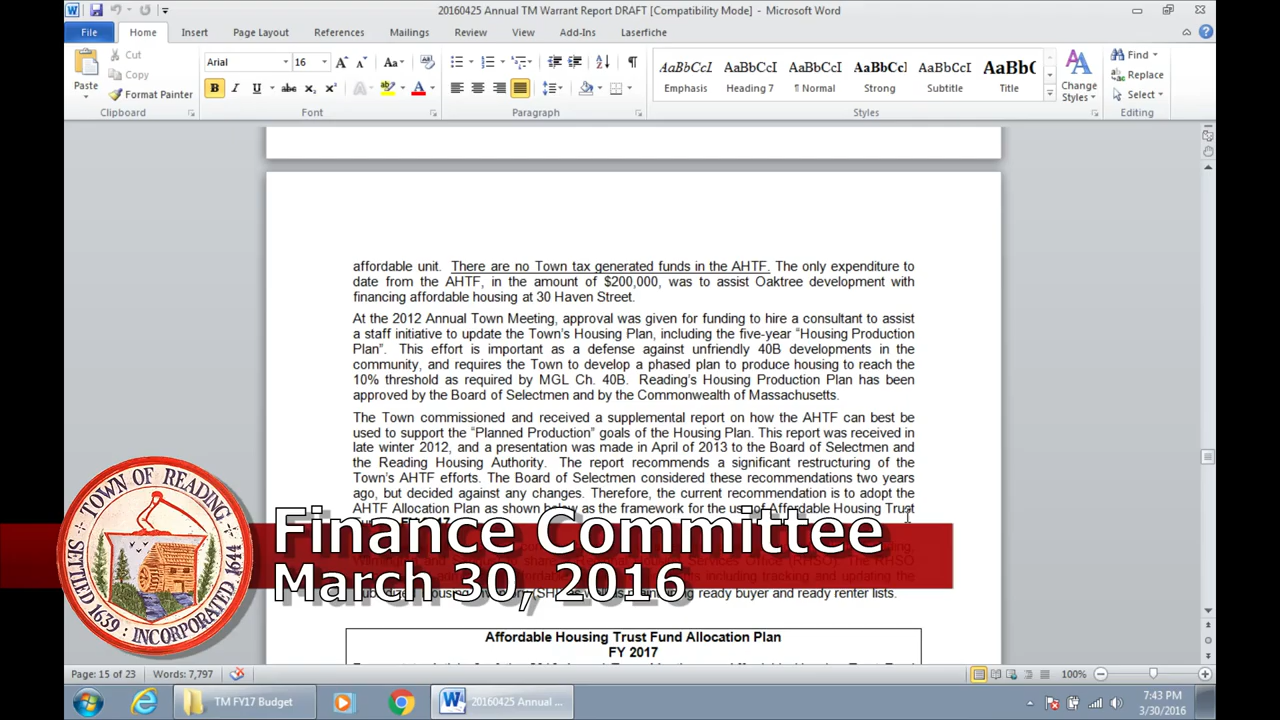 20160425 Annual TM Warrant Report DRAFT [Compatibility Mode] - Microsoft Word
File Home Insert Page Layout References Mailings Review View Add-Ins Laserfiche
Paste
Cut
Copy
Format Painter
Clipboard
Arial 16
Font
Paragraph
AaBbCcI AaBbCc AaBbCc AaBbCc AaBbCc AaBb(
Emphasis Heading 7 ¶ Normal Strong Subtitle Title
Change Styles
Styles
Find
Replace
Select
Editing
affordable unit. There are no Town tax generated funds in the AHTF. The only expenditure to
date from the AHTF, in the amount of $200,000, was to assist Oaktree development with
financing affordable housing at 30 Haven Street.
At the 2012 Annual Town Meeting, approval was given for funding to hire a consultant to assist
a staff initiative to update the Town's Housing Plan, including the five-year “Housing Production
Plan”. This effort is important as a defense against unfriendly 40B developments in the
community, and requires the Town to develop a phased plan to produce housing to reach the
10% threshold as required by MGL Ch. 40B. Reading's Housing Production Plan has been
approved by the Board of Selectmen and by the Commonwealth of Massachusetts.
The Town commissioned and received a supplemental report on how the AHTF can best be
used to support the “Planned Production” goals of the Housing Plan. This report was received in
late winter 2012, and a presentation was made in April of 2013 to the Board of Selectmen and
the Reading Housing Authority. The report recommends a significant restructuring of the
Town's AHTF efforts. The Board of Selectmen considered these recommendations two years
ago, but decided against any changes. Therefore, the current recommendation is to adopt the
AHTF Allocation Plan as shown below as the framework for the use of Affordable Housing Trust
Services Office (RHSO). The RHSO
including tracking and updating the
ready buyer and ready renter lists.
TOWN OF READING
SETTLED 1639 : INCORPORATED 1644
Finance Committee
March 30, 2016
Affordable Housing Trust Fund Allocation Plan
FY 2017
Page: 15 of 23 Words: 7,797
100%
TM FY17 Budget
20160425 Annual ...
7:43 PM
3/30/2016